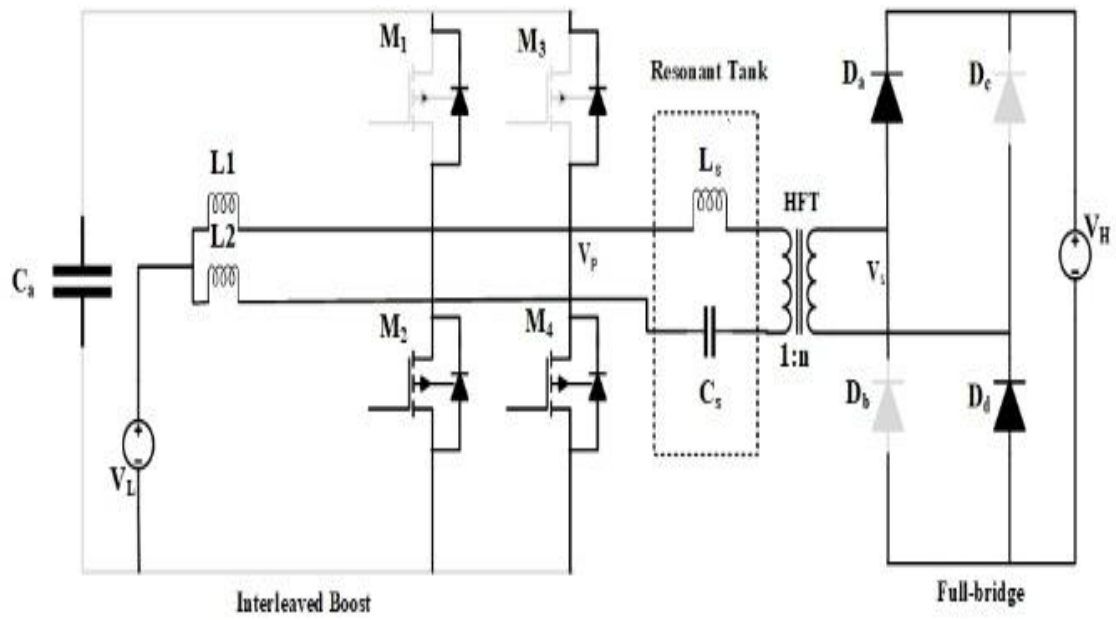 M1
M3
Resonant Tank
Da
Dc
L1
Ls
HFT
L2
VH
Vp
Ca
M2
M4
1:n
Cs
Db
Dd
VL
Interleaved Boost
Full-bridge